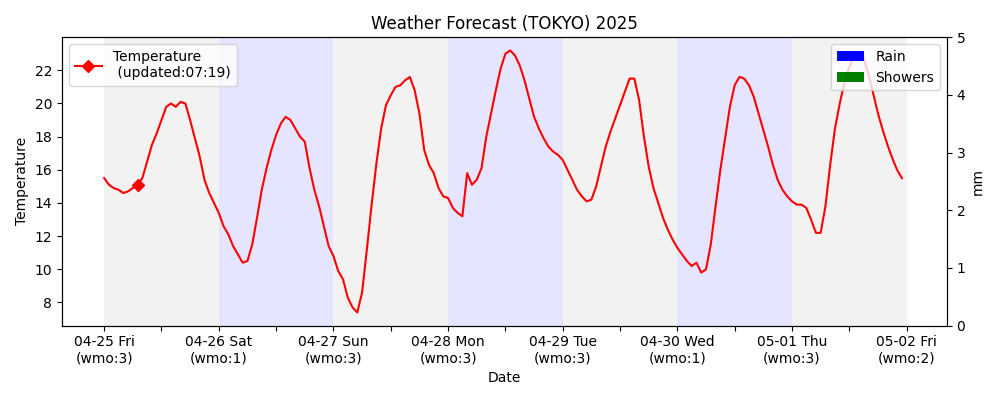 Weather Forecast (TOKYO) 2025
Temperature
(updated:07:19)
Rain
Showers
22
20
18
16
14
12
10
8
Temperature
5
4
3
2
1
0
mm
04-25 Fri
(wmo:3)
04-26 Sat
(wmo:1)
04-27 Sun
(wmo:3)
04-28 Mon
(wmo:3)
04-29 Tue
(wmo:3)
04-30 Wed
(wmo:1)
05-01 Thu
(wmo:3)
05-02 Fri
(wmo:2)
Date